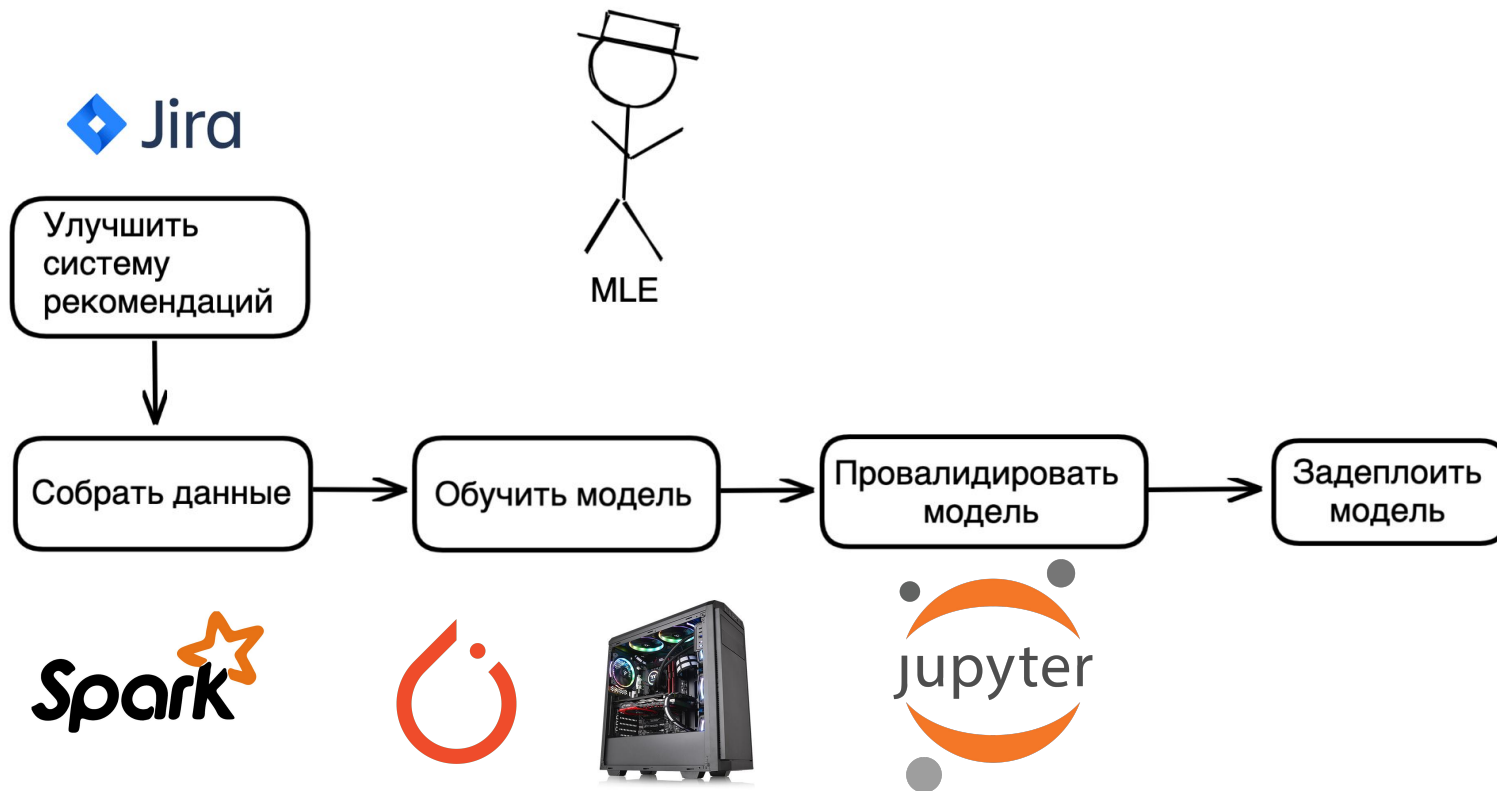 Jira
Улучшить
систему
рекомендаций
MLE
Собрать данные
Обучить модель
Провалидировать
модель
Задеплоить
модель
Spark
jupyter